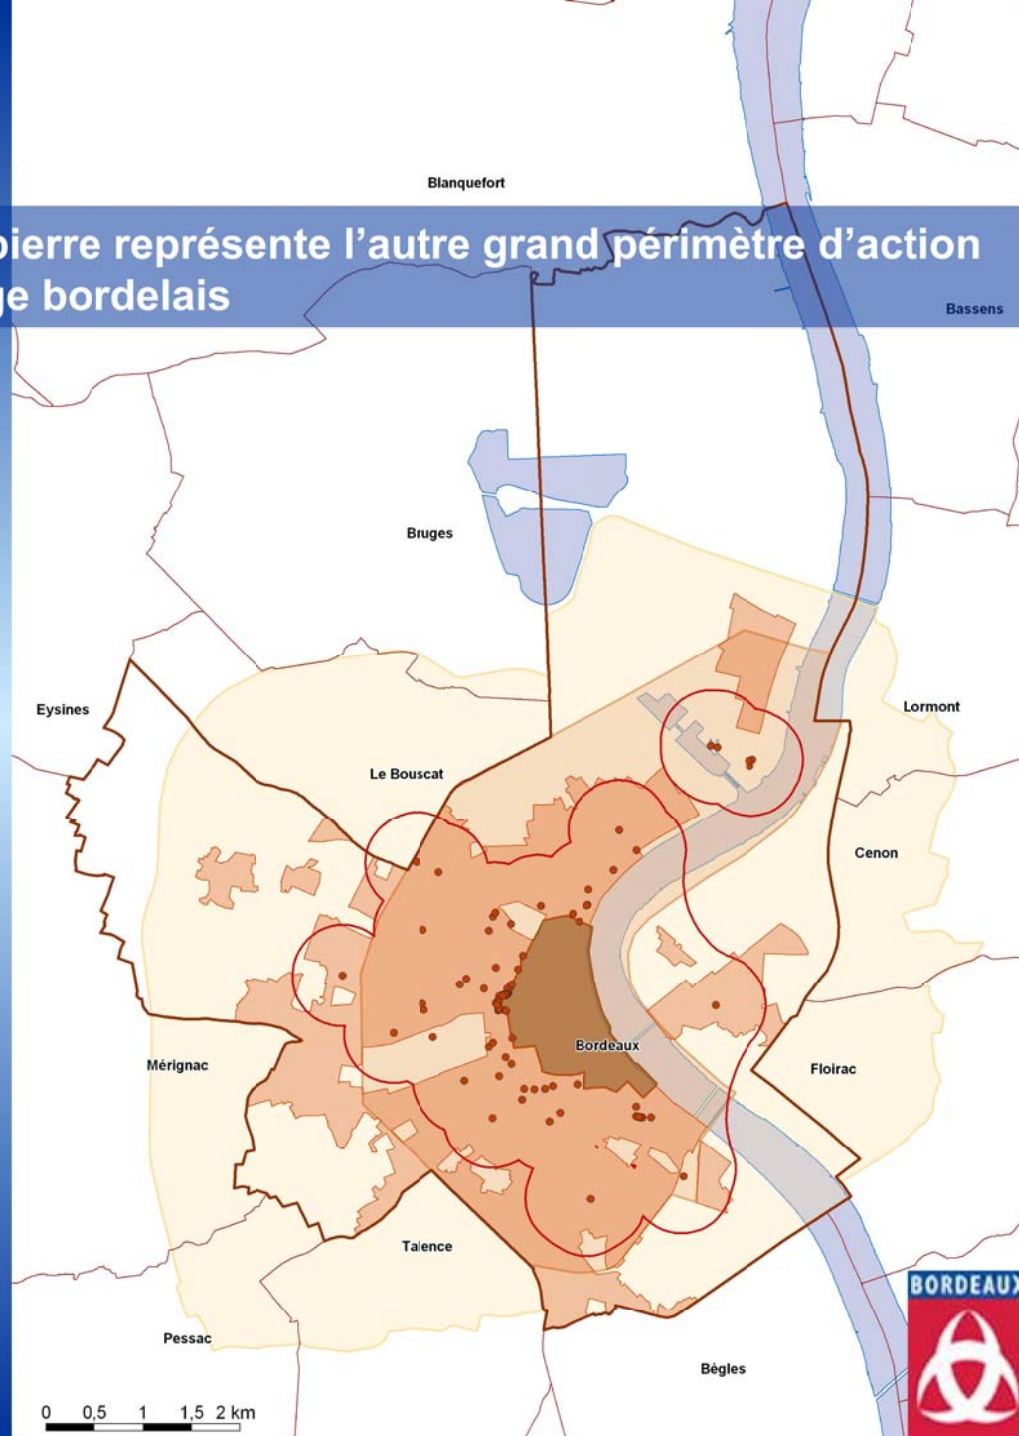 Blanquefort
pierre représente l'autre grand périmètre d'action
ge bordelais
Bassens
Bruges
Eysines
Lormont
Le Bouscat
Cenon
Bordeaux
Mérignac
Floirac
Talence
BORDEAUX
Pessac
Bègles
0 0,5 1 1,5 2 km